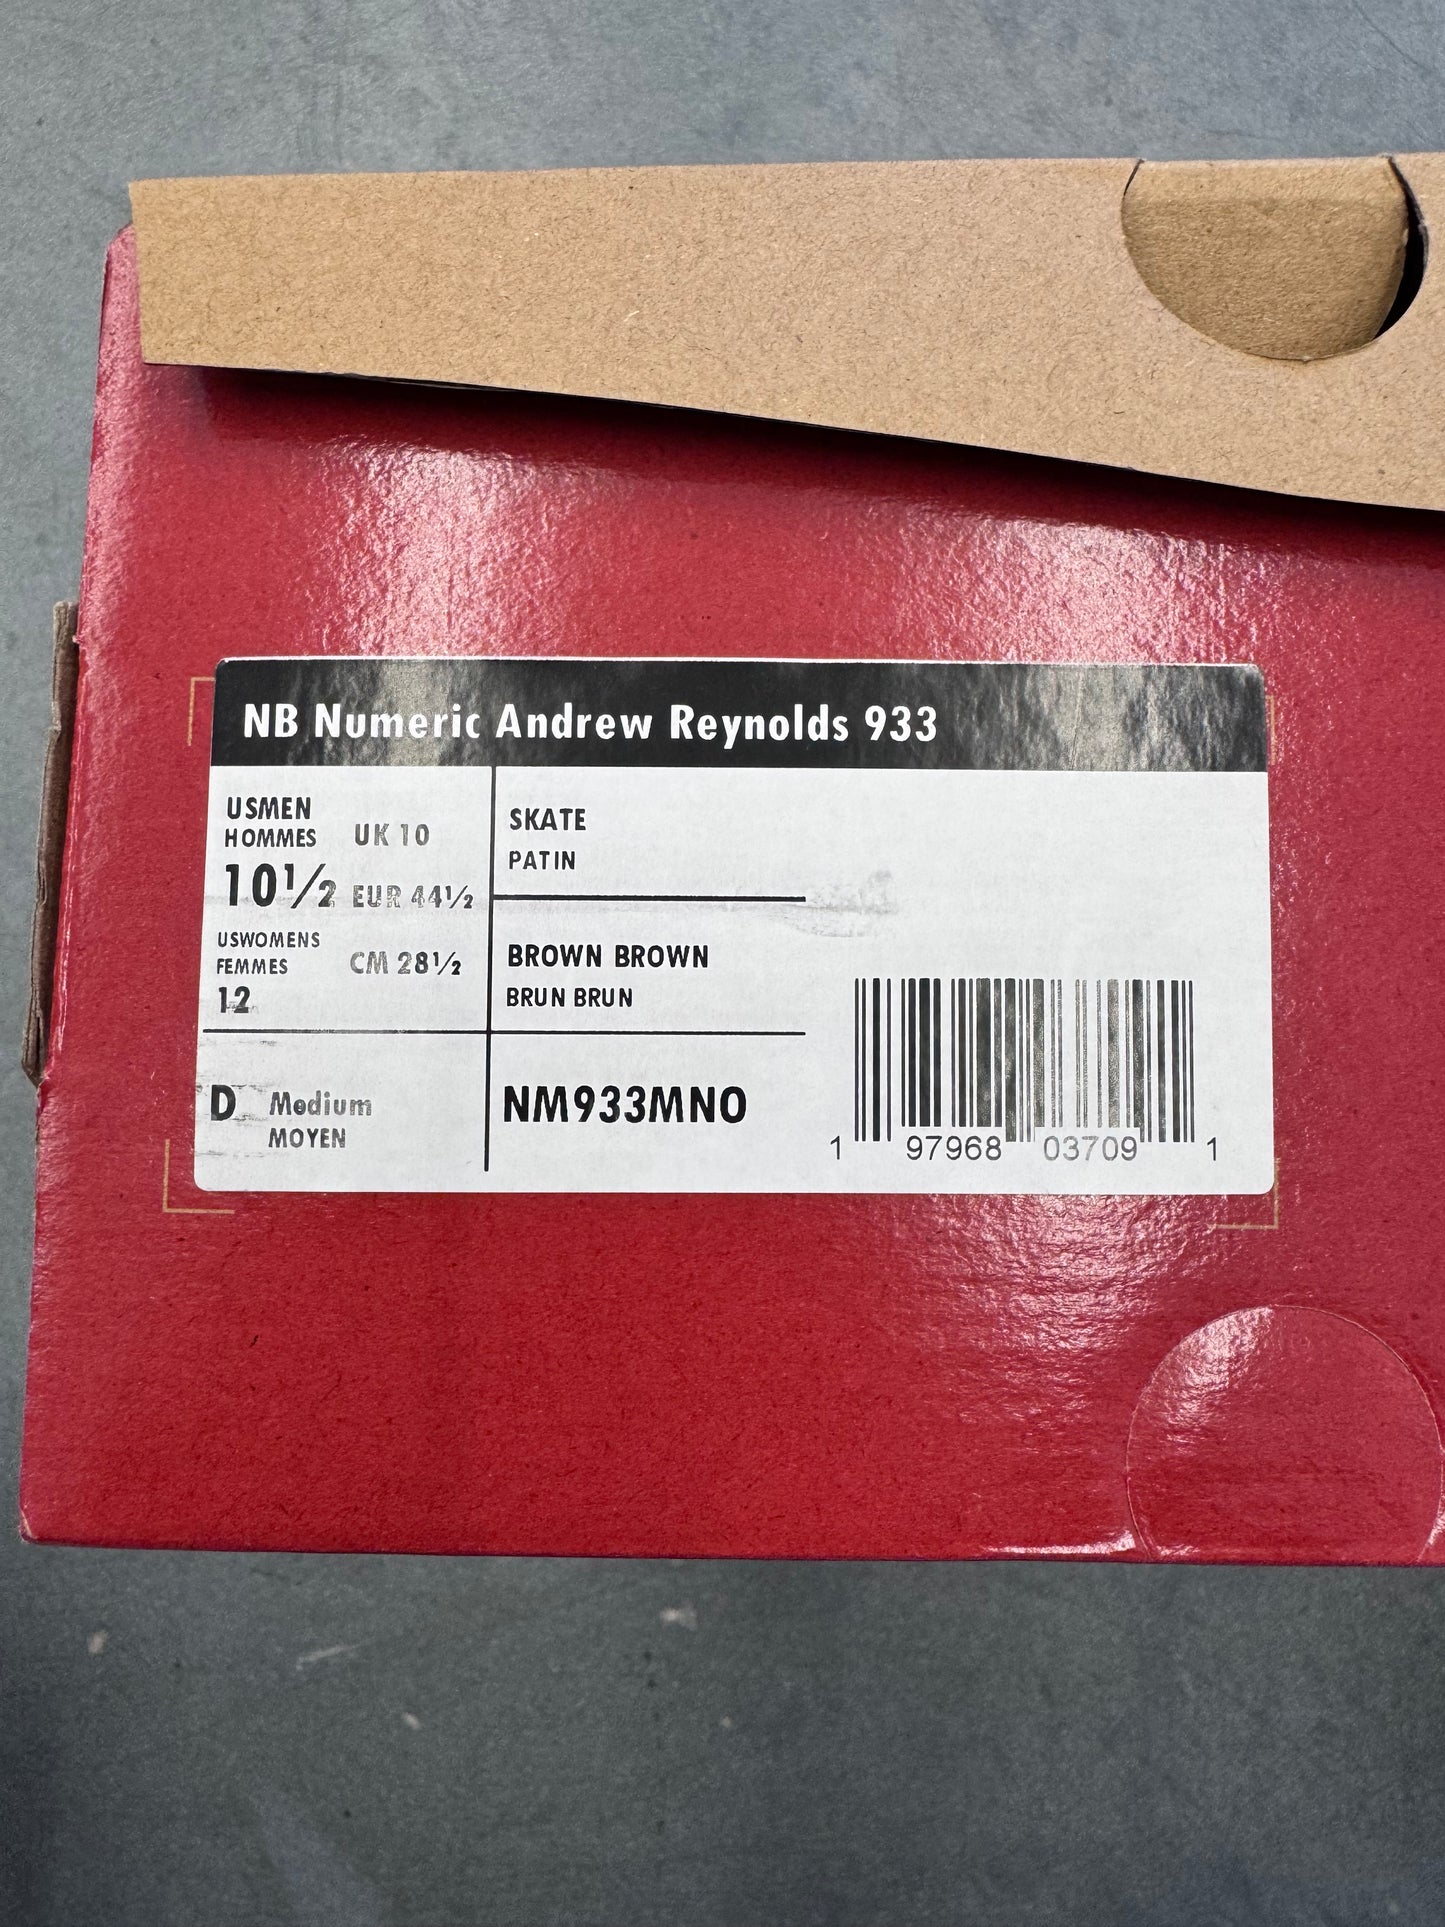 NB Numeric Andrew Reynolds 933
USMEN
HOMMES
10½
UK 10
EUR 44½
USWOMENS
FEMMES
12
CM 28½
D Medium
MOYEN
SKATE
PATIN
BROWN BROWN
BRUN BRUN
NM933MNO
1 97968 03709 1